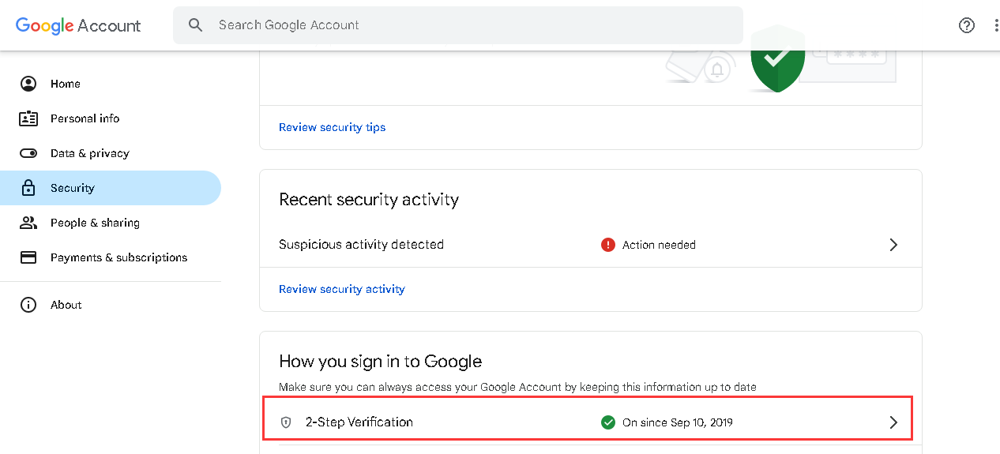 Google Account
Search Google Account
Home
Personal info
Data & privacy
Security
People & sharing
Payments & subscriptions
About
****
Review security tips
Recent security activity
Suspicious activity detected
Action needed
Review security activity
How you sign in to Google
Make sure you can always access your Google Account by keeping this information up to date
2-Step Verification
On since Sep 10, 2019